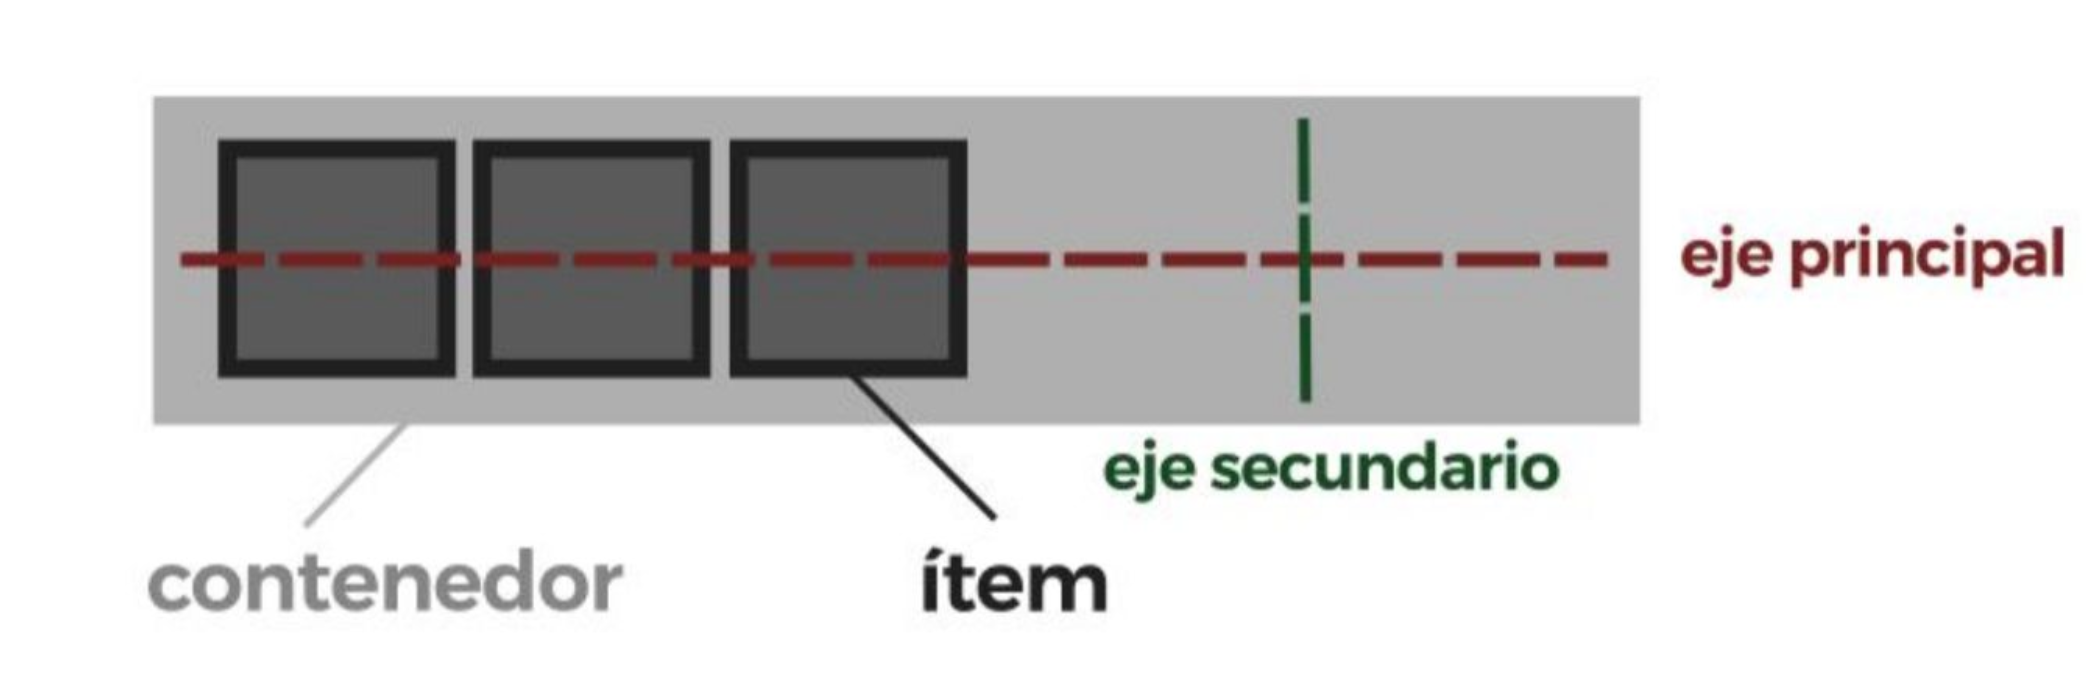 eje principal
eje secundario
contenedor
ítem